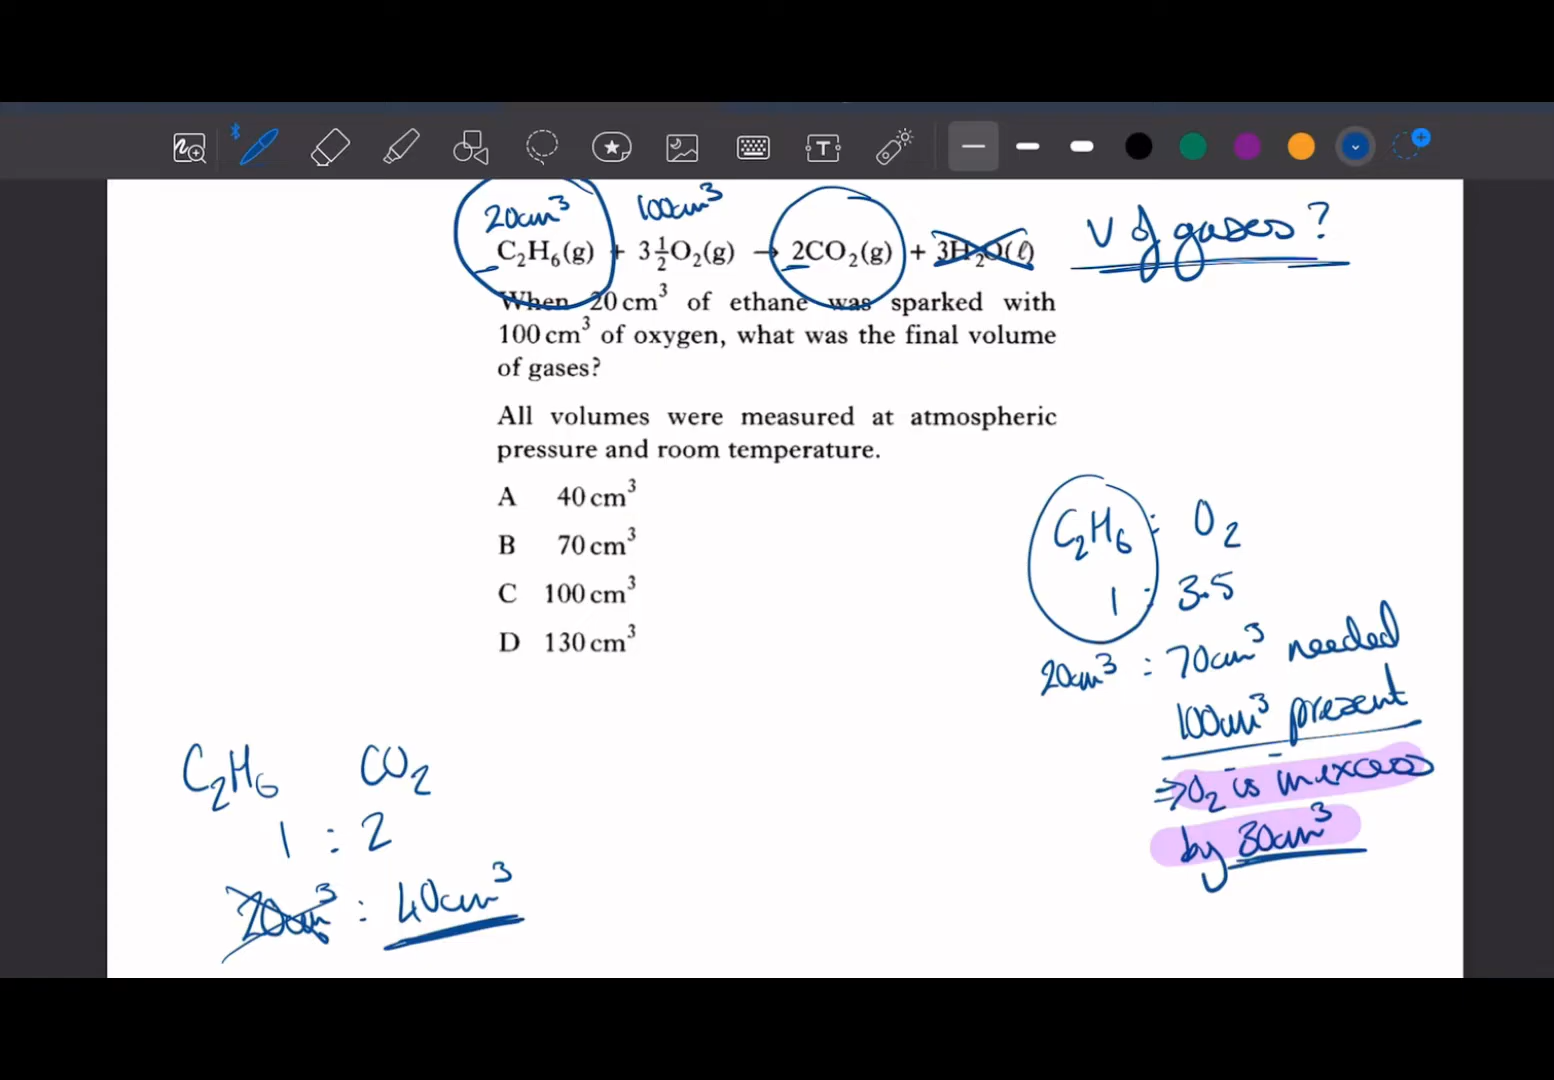 20cm³ 100cm³
C₂H₆(g) + 3½O₂(g) → 2CO₂(g) + 3H₂O(ℓ) V of gases?
When 20 cm³ of ethane was sparked with
100 cm³ of oxygen, what was the final volume
of gases?
All volumes were measured at atmospheric
pressure and room temperature.
A 40 cm³
B 70 cm³
C 100 cm³
D 130 cm³
C₂H₆ : O₂
1 : 3.5
20cm³ : 70cm³ needed
100cm³ present
⇒ O₂ is in excess
by 30cm³
C₂H₆ CO₂
1 : 2
20cm³ : 40cm³